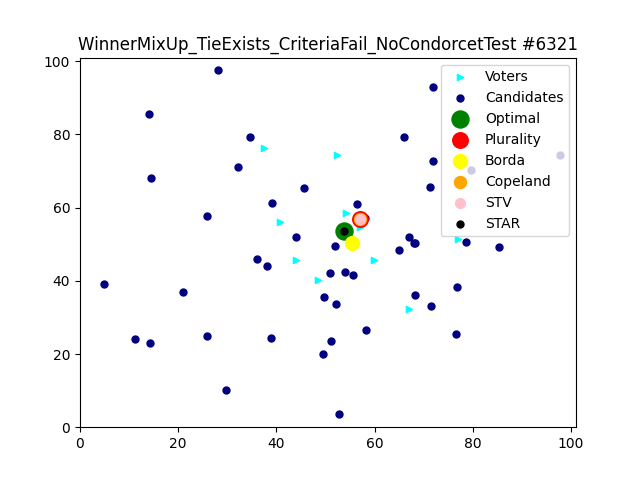 WinnerMixUp_TieExists_CriteriaFail_NoCondorcetTest #6321
100
80
60
40
20
0
0 20 40 60 80 100
Voters
Candidates
Optimal
Plurality
Borda
Copeland
STV
STAR